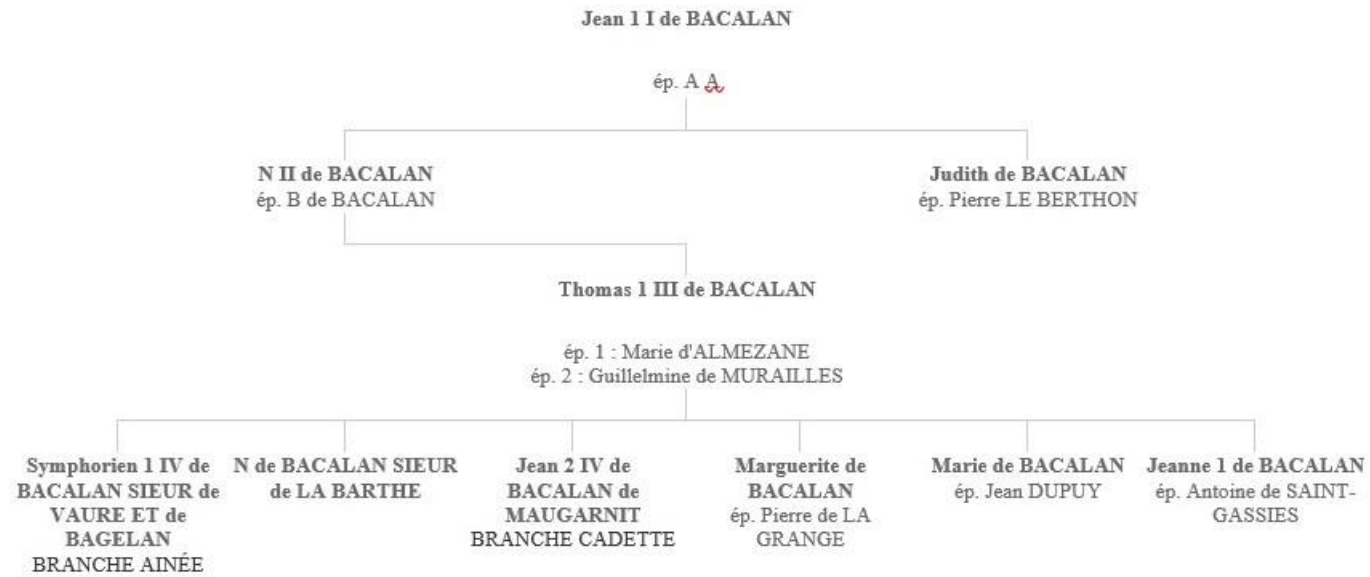 Jean 1 I de BACALAN
ép. A A
N II de BACALAN
ép. B de BACALAN
Judith de BACALAN
ép. Pierre LE BERTHON
Thomas 1 III de BACALAN
ép. 1 : Marie d'ALMEZANE
ép. 2 : Guillelmine de MURAILLES
Symphorien 1 IV de
BACALAN SIEUR de
VAURE ET de
BAGELAN
BRANCHE AINÉE
N de BACALAN SIEUR
de LA BARTHE
Jean 2 IV de
BACALAN de
MAUGARNIT
BRANCHE CADETTE
Marguerite de
BACALAN
ép. Pierre de LA
GRANGE
Marie de BACALAN
ép. Jean DUPUY
Jeanne 1 de BACALAN
ép. Antoine de SAINT-
GASSIES